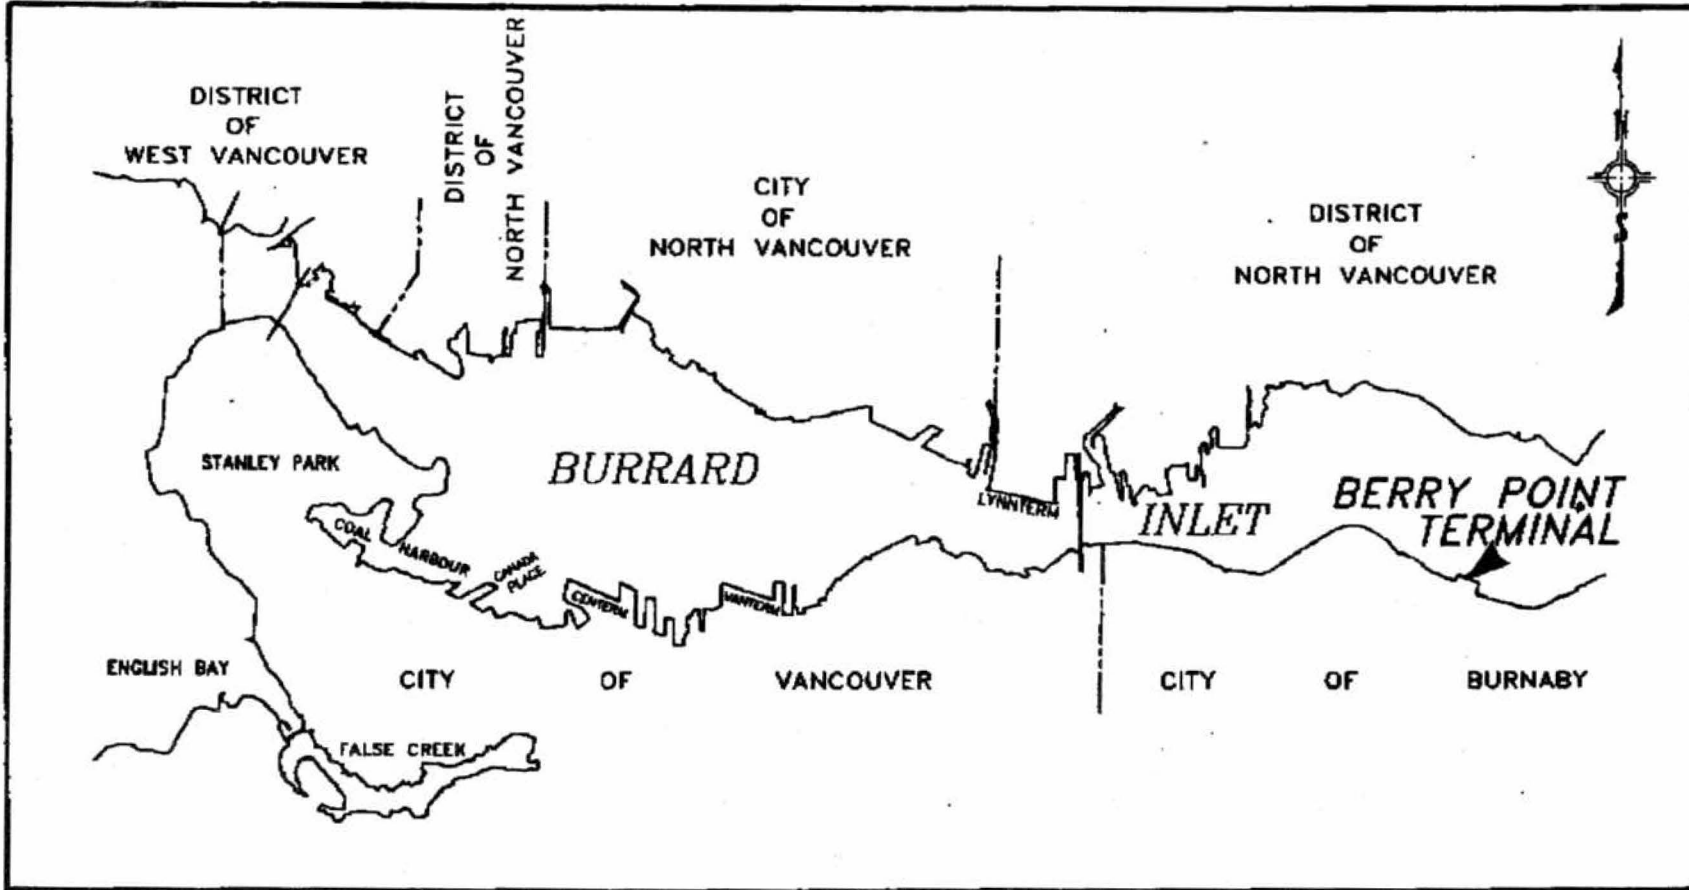 DISTRICT
OF
WEST VANCOUVER
DISTRICT
OF
NORTH VANCOUVER
CITY
OF
NORTH VANCOUVER
DISTRICT
OF
NORTH VANCOUVER
N
S
STANLEY PARK
BURRARD
INLET
LYNNTERM
BERRY POINT
TERMINAL
COAL HARBOUR
CANADA
PLACE
CENTERM
VANTERM
ENGLISH BAY
CITY OF VANCOUVER
CITY OF BURNABY
FALSE CREEK